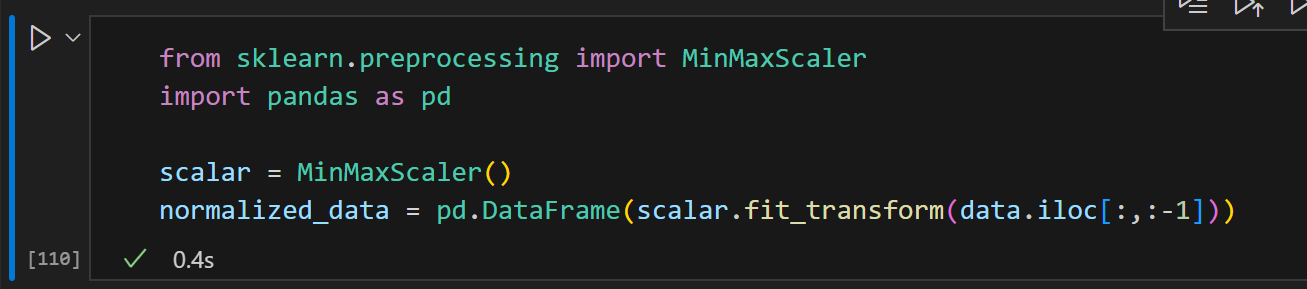 from sklearn.preprocessing import MinMaxScaler
import pandas as pd
scalar = MinMaxScaler()
normalized_data = pd.DataFrame(scalar.fit_transform(data.iloc[:,:-1]))
[110]
0.4s